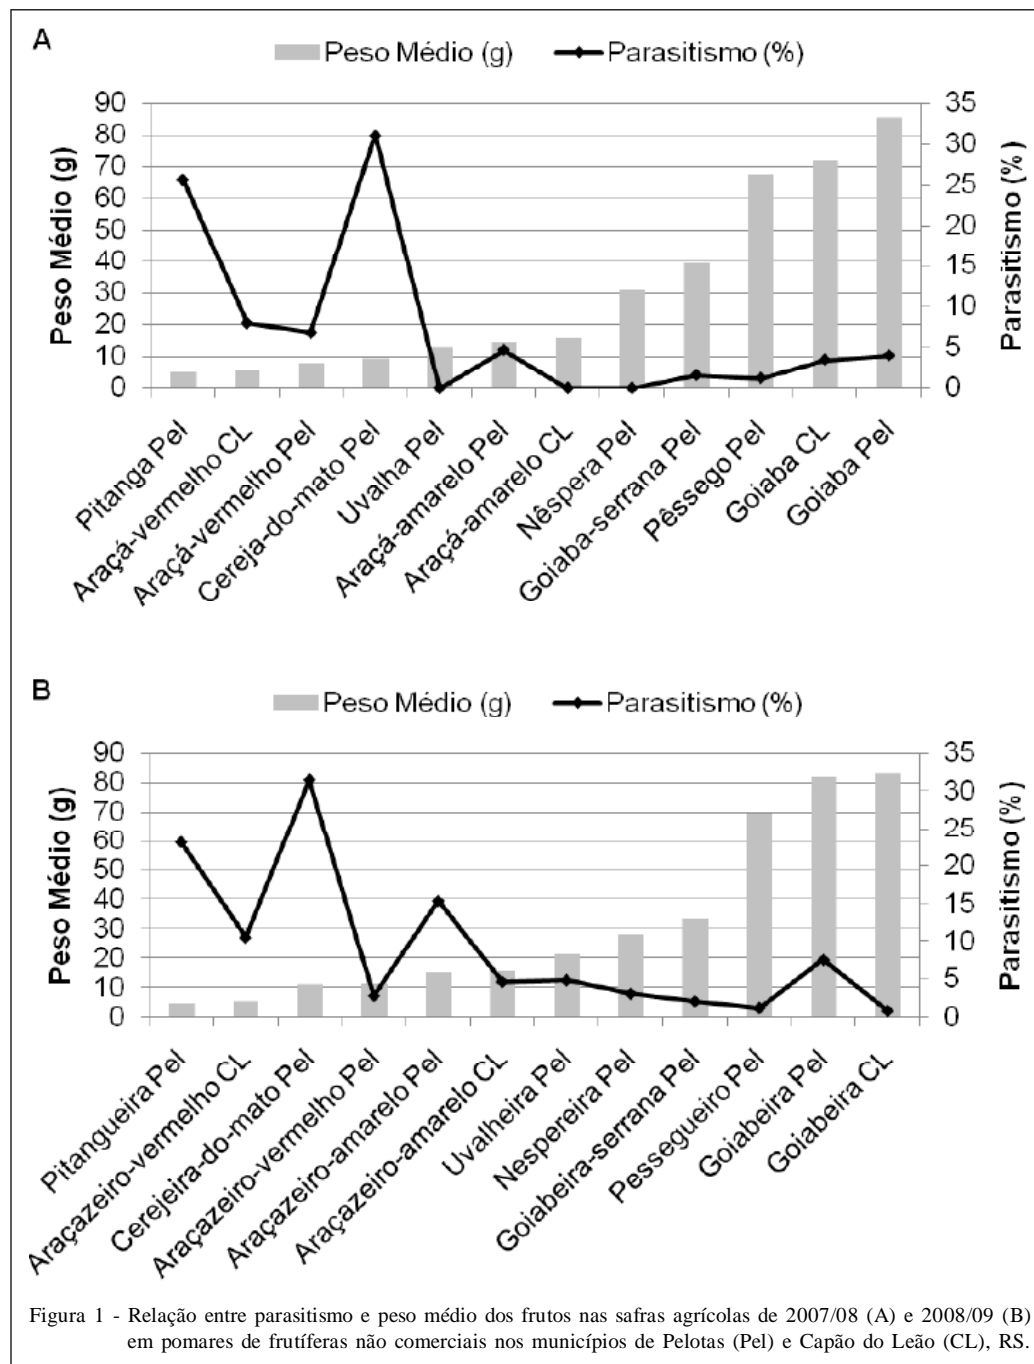 A
Peso Médio (g) Parasitismo (%)
90 35
80 30
70 25
60 20
50 15
40 10
30 5
20 0
10
0
Peso Médio (g)
Parasitismo (%)
Pitanga Pel
Araçá-vermelho CL
Araçá-vermelho Pel
Cereja-do-mato Pel
Uvalha Pel
Araçá-amarelo Pel
Araçá-amarelo CL
Nêspera Pel
Goiaba-serrana Pel
Pêssego Pel
Goiaba CL
Goiaba Pel
B
Peso Médio (g) Parasitismo (%)
90 35
80 30
70 25
60 20
50 15
40 10
30 5
20 0
10
0
Peso Médio (g)
Parasitismo (%)
Pitangueira Pel
Araçazeiro-vermelho CL
Cerejeira-do-mato Pel
Araçazeiro-vermelho Pel
Araçazeiro-amarelo Pel
Araçazeiro-amarelo CL
Uvalheira Pel
Nespereira Pel
Goiabeira-serrana Pel
Pessegueiro Pel
Goiabeira Pel
Goiabeira CL
Figura 1 - Relação entre parasitismo e peso médio dos frutos nas safras agrícolas de 2007/08 (A) e 2008/09 (B)
em pomares de frutíferas não comerciais nos municípios de Pelotas (Pel) e Capão do Leão (CL), RS.